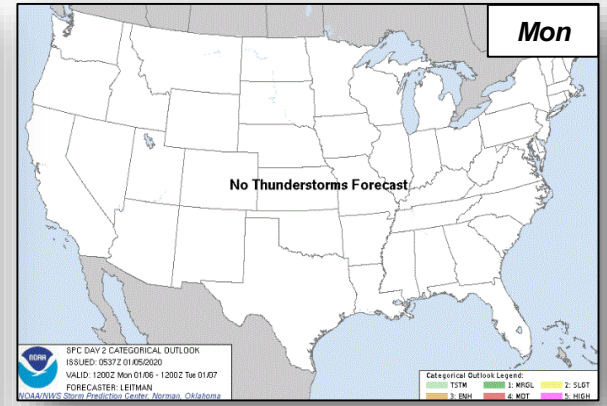 Mon
No Thunderstorms Forecast
NOAA
SPC DAY 2 CATEGORICAL OUTLOOK
ISSUED: 0537Z 01/05/2020
VALID: 1200Z Mon 01/06 - 1200Z Tue 01/07
FORECASTER: LEITMAN
NOAA/NWS Storm Prediction Center, Norman, Oklahoma
Categorical Outlook Legend:
TSTM 1: MRGL 2: SLGT
3: ENH 4: MDT 5: HIGH